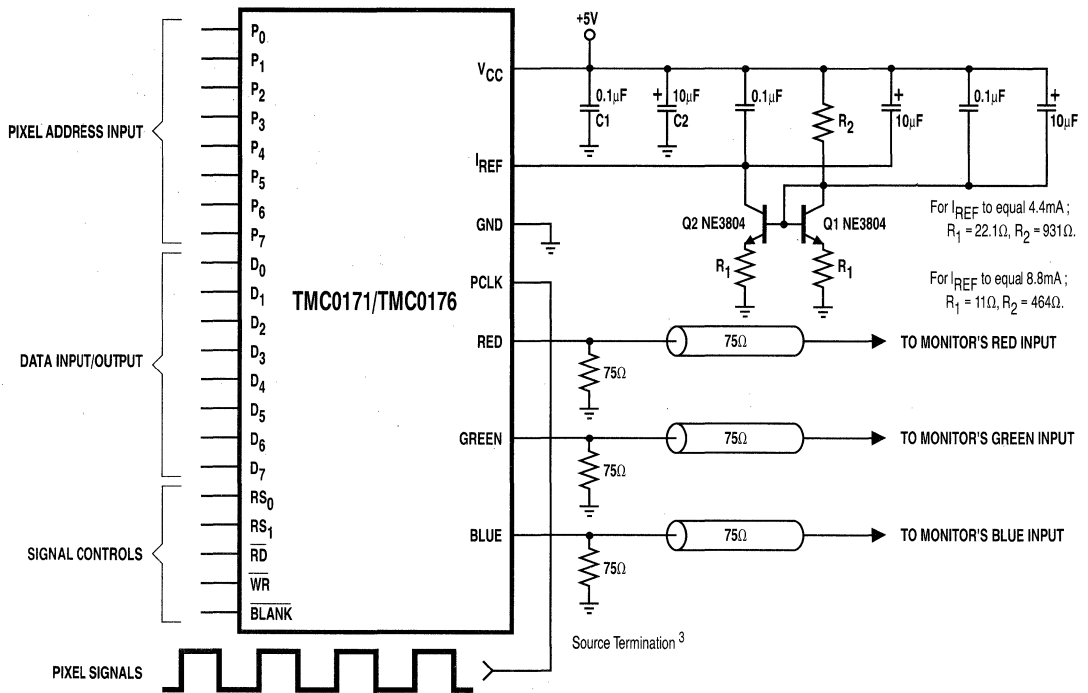 +5V
PIXEL ADDRESS INPUT
P0
P1
P2
P3
P4
P5
P6
P7
DATA INPUT/OUTPUT
D0
D1
D2
D3
D4
D5
D6
D7
SIGNAL CONTROLS
RS0
RS1
RD
WR
BLANK
PIXEL SIGNALS
TMC0171/TMC0176
VCC
IREF
GND
PCLK
RED
GREEN
BLUE
0.1µF
C1
+
10µF
C2
0.1µF
R2
+
10µF
0.1µF
+
10µF
Q2 NE3804
Q1 NE3804
R1
R1
For IREF to equal 4.4mA ;
R1 = 22.1Ω, R2 = 931Ω.
For IREF to equal 8.8mA ;
R1 = 11Ω, R2 = 464Ω.
75Ω
75Ω
TO MONITOR'S RED INPUT
75Ω
75Ω
TO MONITOR'S GREEN INPUT
75Ω
75Ω
TO MONITOR'S BLUE INPUT
Source Termination 3